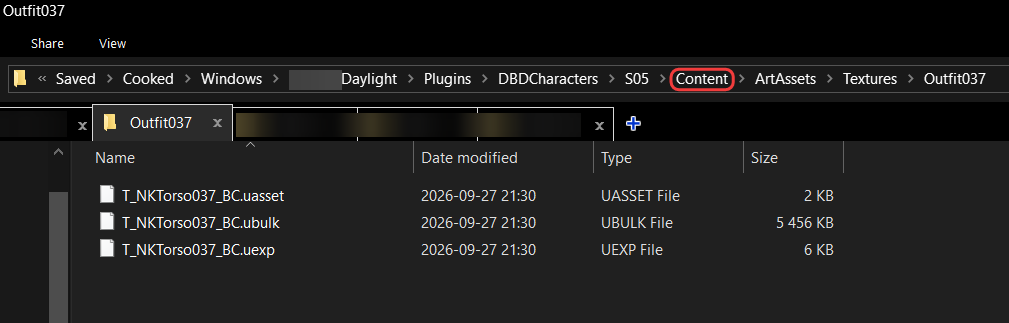 Outfit037
Share View
« Saved > Cooked > Windows > Daylight > Plugins > DBDCharacters > S05 > Content > ArtAssets > Textures > Outfit037
x Outfit037 x x
Name Date modified Type Size
T_NKTorso037_BC.uasset 2026-09-27 21:30 UASSET File 2 KB
T_NKTorso037_BC.ubulk 2026-09-27 21:30 UBULK File 5 456 KB
T_NKTorso037_BC.uexp 2026-09-27 21:30 UEXP File 6 KB